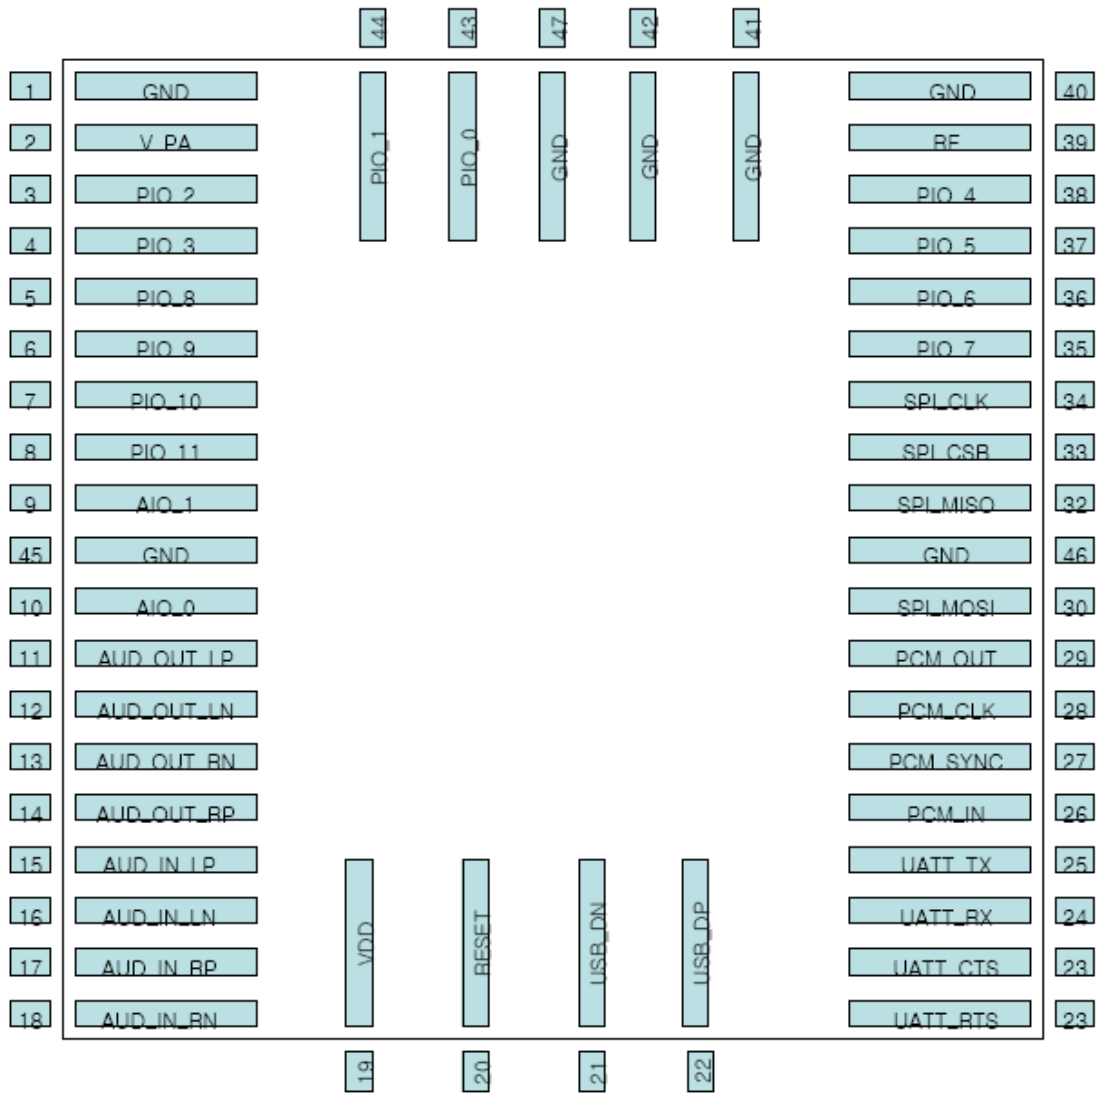 44 43 47 42 41
PIO_1 PIO_0 GND GND GND
1 GND GND 40
2 V_PA RF 39
3 PIO_2 PIO_4 38
4 PIO_3 PIO_5 37
5 PIO_8 PIO_6 36
6 PIO_9 PIO_7 35
7 PIO_10 SPI_CLK 34
8 PIO_11 SPI_CSB 33
9 AIO_1 SPI_MISO 32
45 GND GND 46
10 AIO_0 SPI_MOSI 30
11 AUD_OUT_LP PCM_OUT 29
12 AUD_OUT_LN PCM_CLK 28
13 AUD_OUT_RN PCM_SYNC 27
14 AUD_OUT_RP PCM_IN 26
15 AUD_IN_LP UATT_TX 25
16 AUD_IN_LN UATT_RX 24
17 AUD_IN_RP UATT_CTS 23
18 AUD_IN_RN UATT_RTS 23
VDD RESET USB_DN USB_DP
19 20 21 22